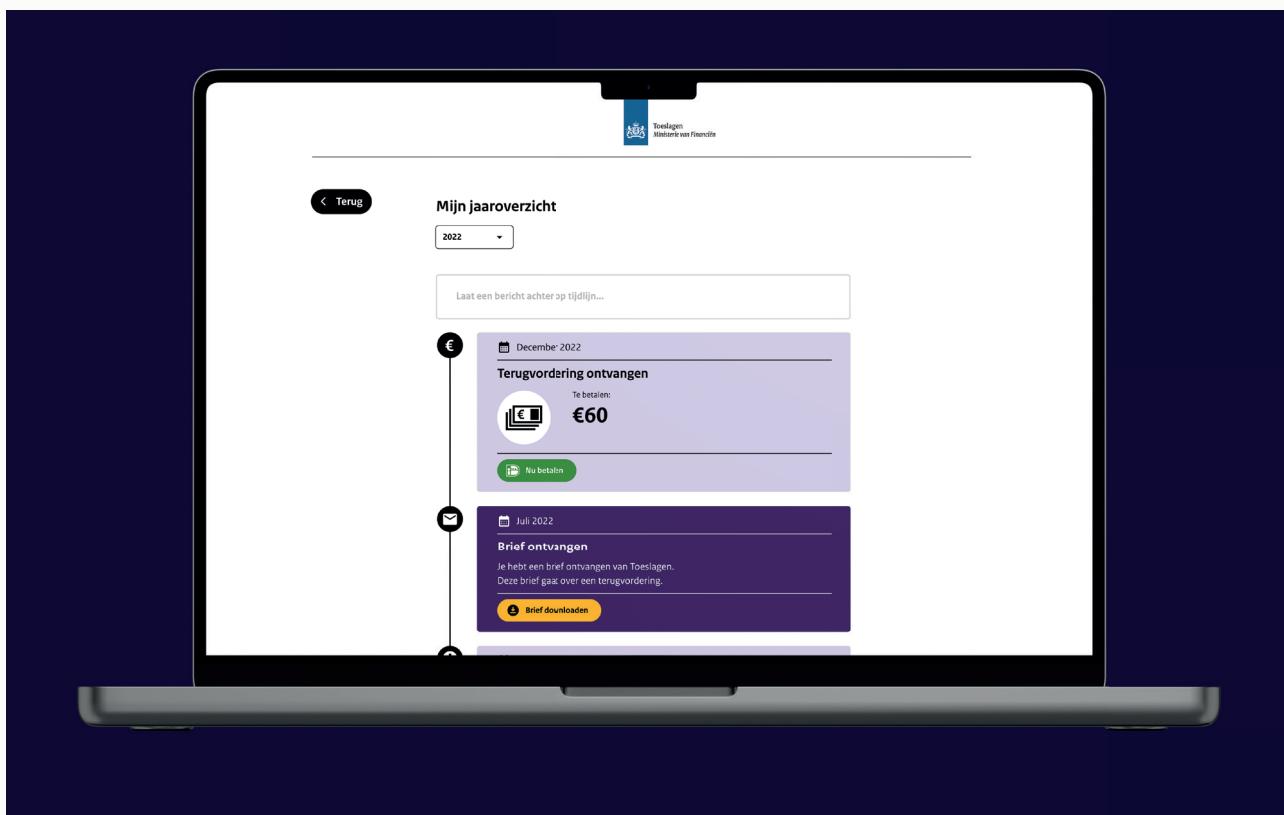 Toeslagen
Ministerie van Financiën
Terug
Mijn jaaroverzicht
2022
Laat een bericht achter op tijdlijn...
€
December 2022
Terugvordering ontvangen
€
Te betalen:
€60
Nu betalen
Juli 2022
Brief ontvangen
Je hebt een brief ontvangen van Toeslagen.
Deze brief gaat over een terugvordering.
Brief downloaden